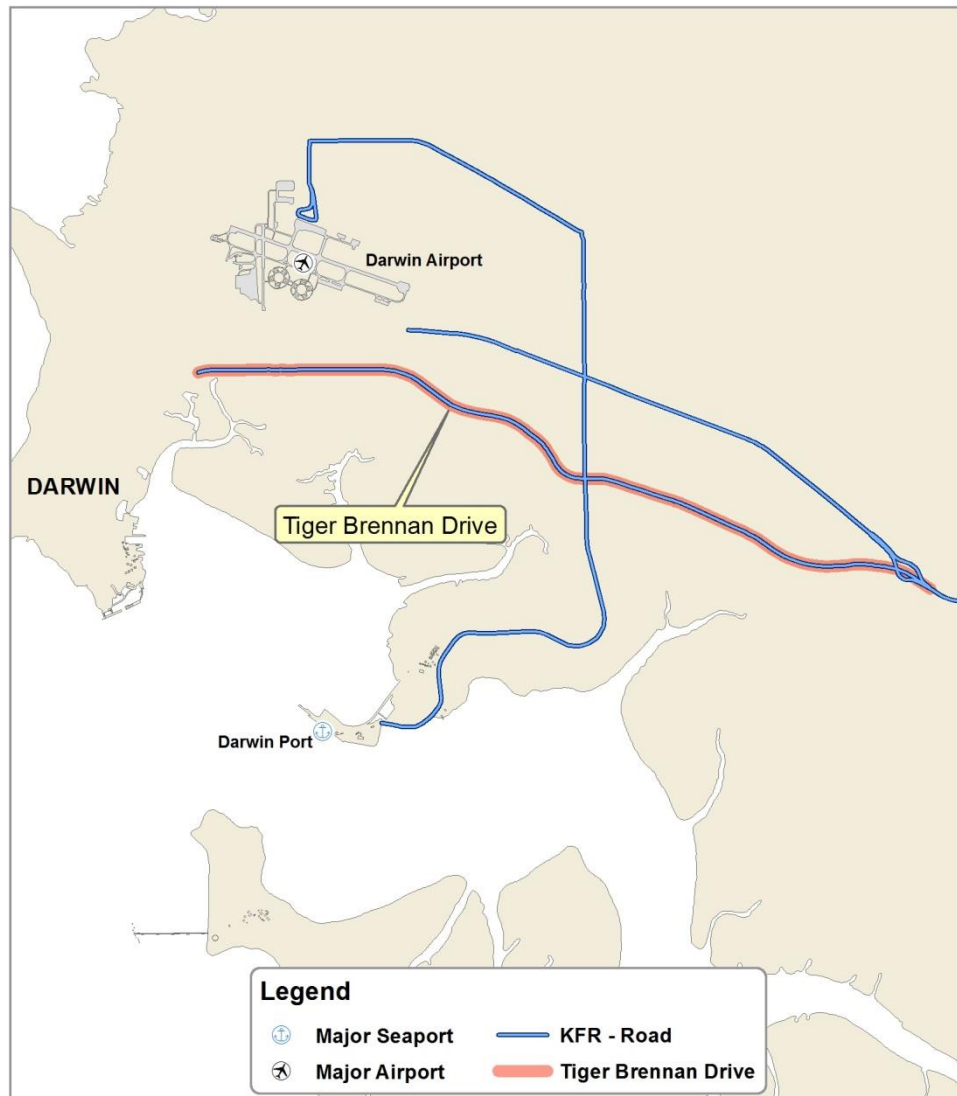 Darwin Airport
DARWIN
Tiger Brennan Drive
Darwin Port
Legend
Major Seaport
KFR - Road
Major Airport
Tiger Brennan Drive